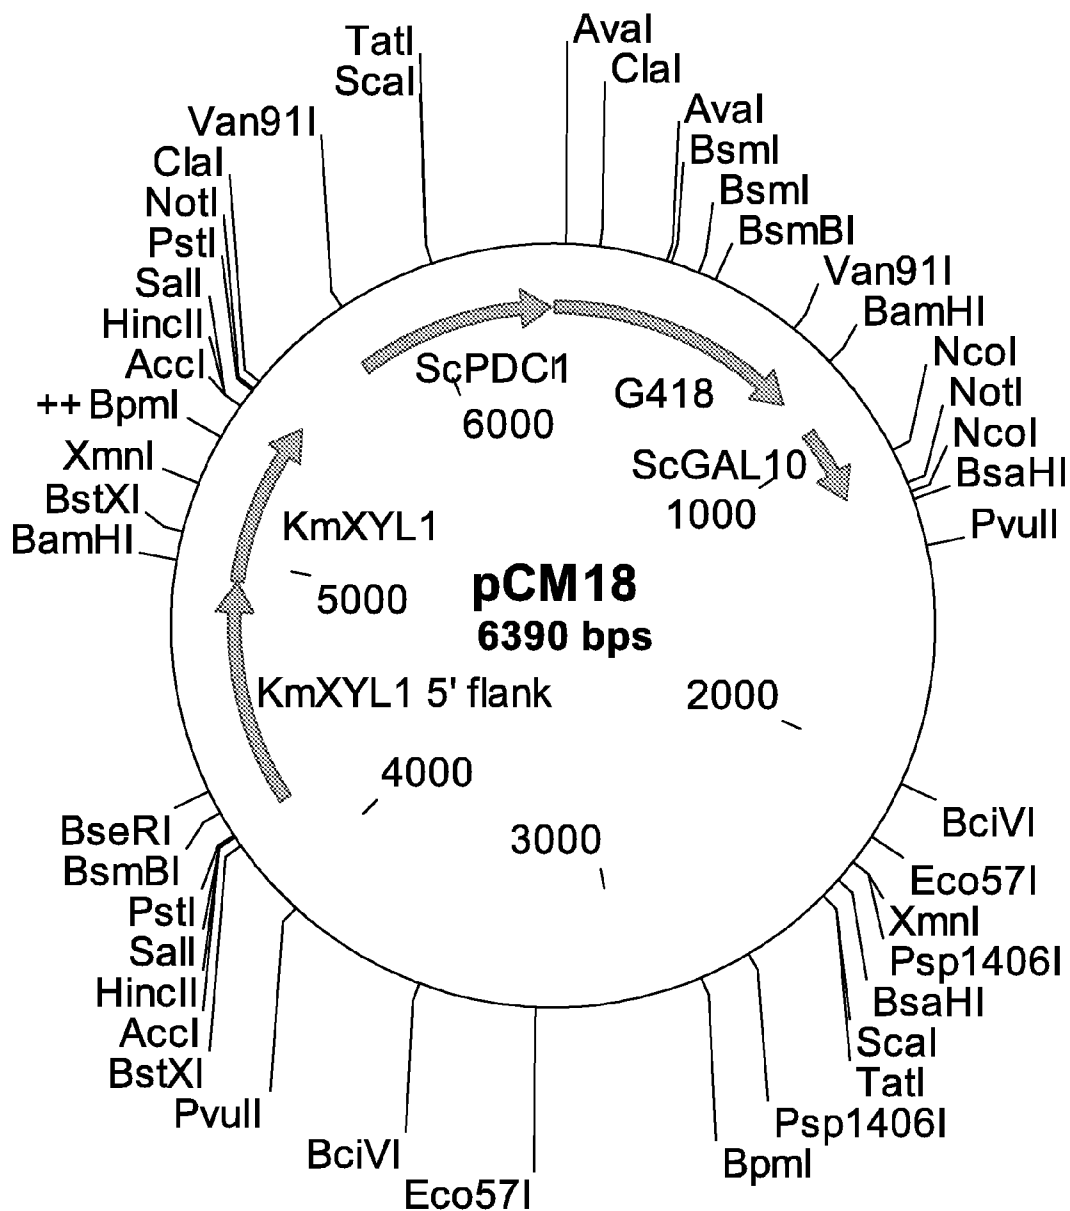 TatI
ScaI
Van91I
ClaI
NotI
PstI
SalI
HincII
AccI
++ BpmI
XmnI
BstXI
BamHI
AvaI
ClaI
AvaI
BsmI
BsmI
BsmBI
Van91I
BamHI
NcoI
NotI
NcoI
BsaHI
PvuII
ScPDC1
6000
G418
ScGAL10
1000
KmXYL1
5000
pCM18
6390 bps
KmXYL1 5' flank
2000
4000
3000
BseRI
BsmBI
PstI
SalI
HincII
AccI
BstXI
PvuII
BciVI
Eco57I
BciVI
Eco57I
XmnI
Psp1406I
BsaHI
ScaI
TatI
Psp1406I
BpmI